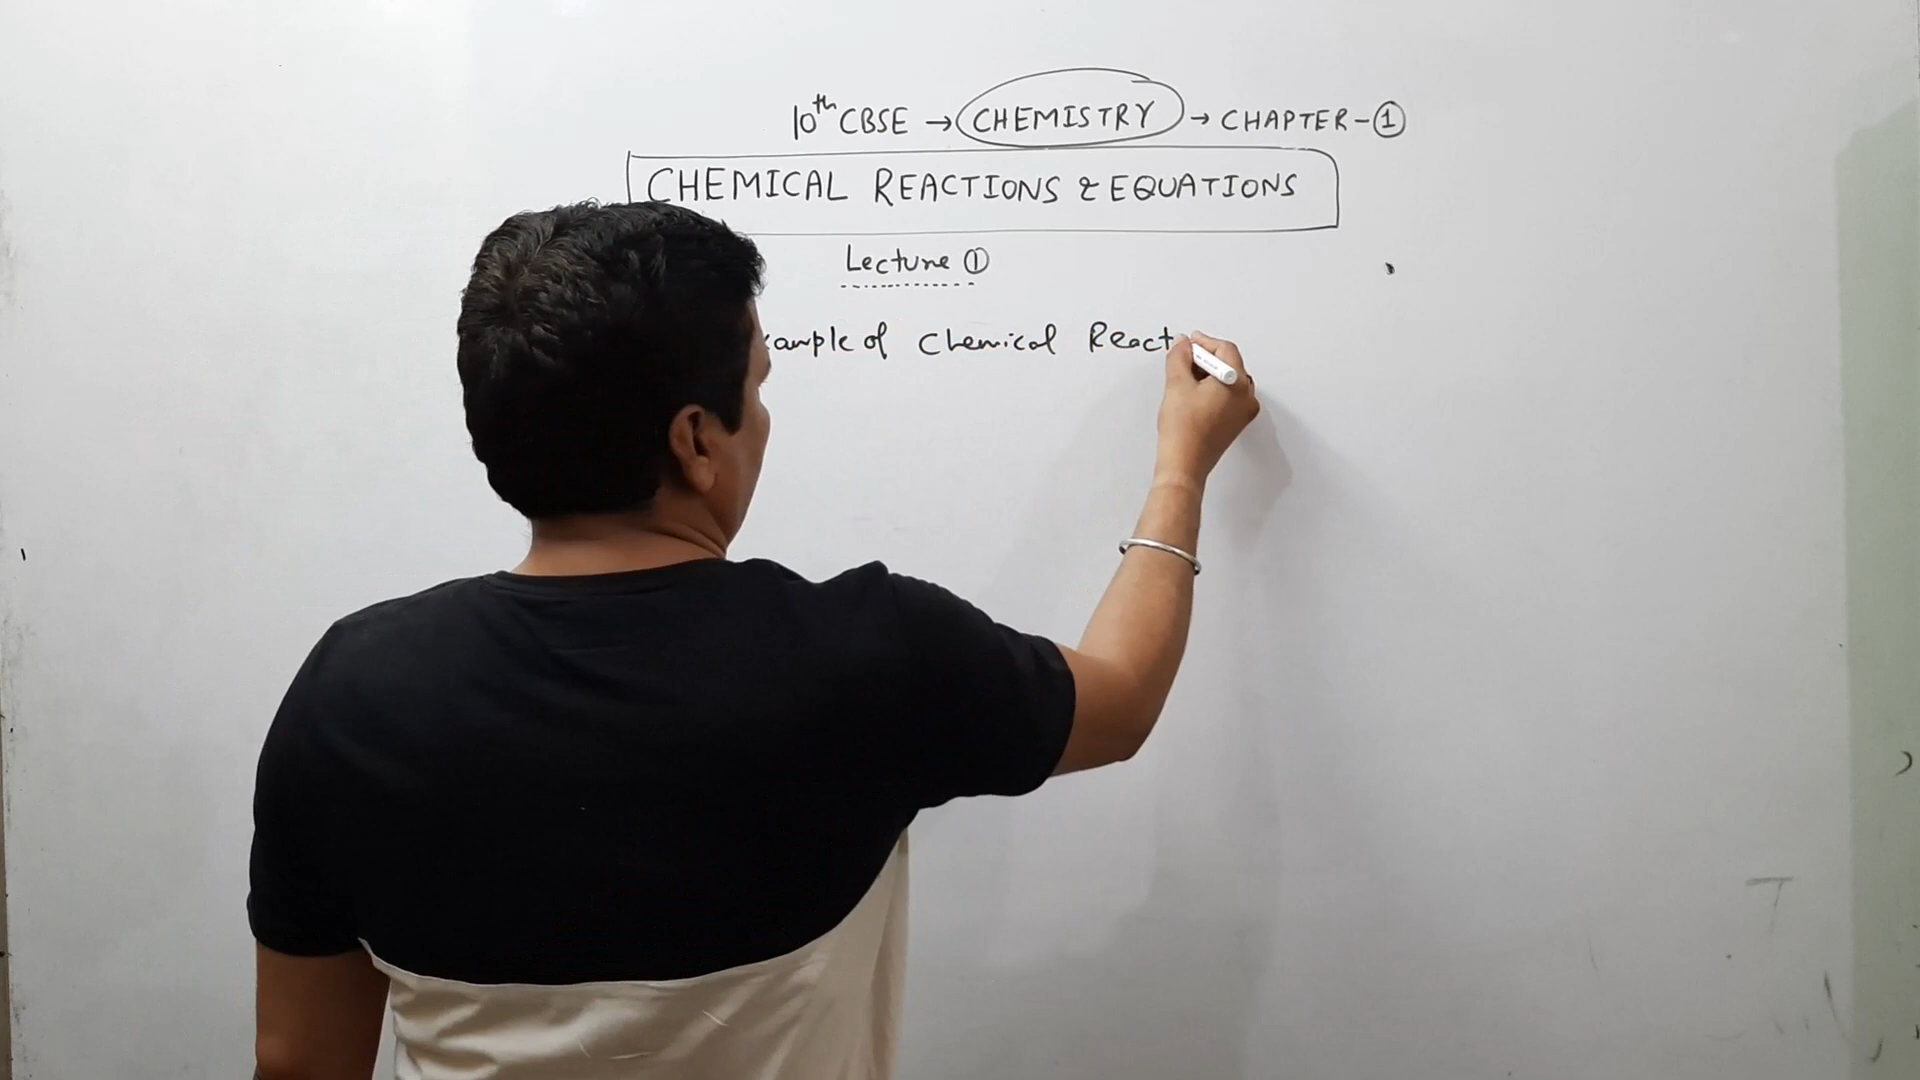 10th CBSE → CHEMISTRY → CHAPTER-①
CHEMICAL REACTIONS & EQUATIONS
Lecture ①
xample of Chemical React